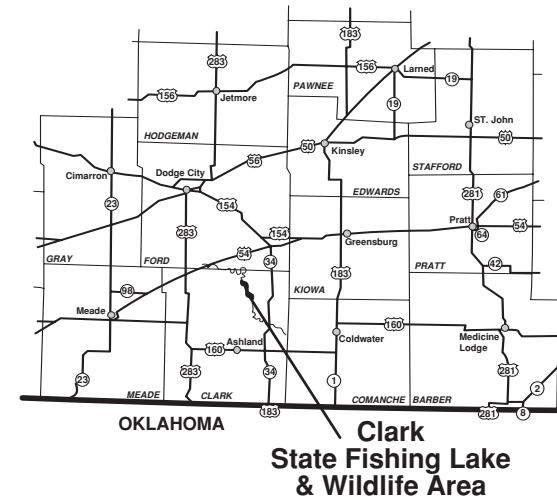 183
283
156
Larned
PAWNEE
19
156
Jetmore
19
ST. John
HODGEMAN
50
50
Kinsley
56
STAFFORD
Cimarron
Dodge City
23
154
EDWARDS
281
61
283
154
Pratt
54
Greensburg
64
54
GRAY
FORD
34
183
PRATT
42
98
KIOWA
Meade
160
Coldwater
Medicine
Lodge
160
Ashland
283
34
281
23
1
2
MEADE
CLARK
COMANCHE
BARBER
183
281
8
OKLAHOMA
Clark
State Fishing Lake
& Wildlife Area